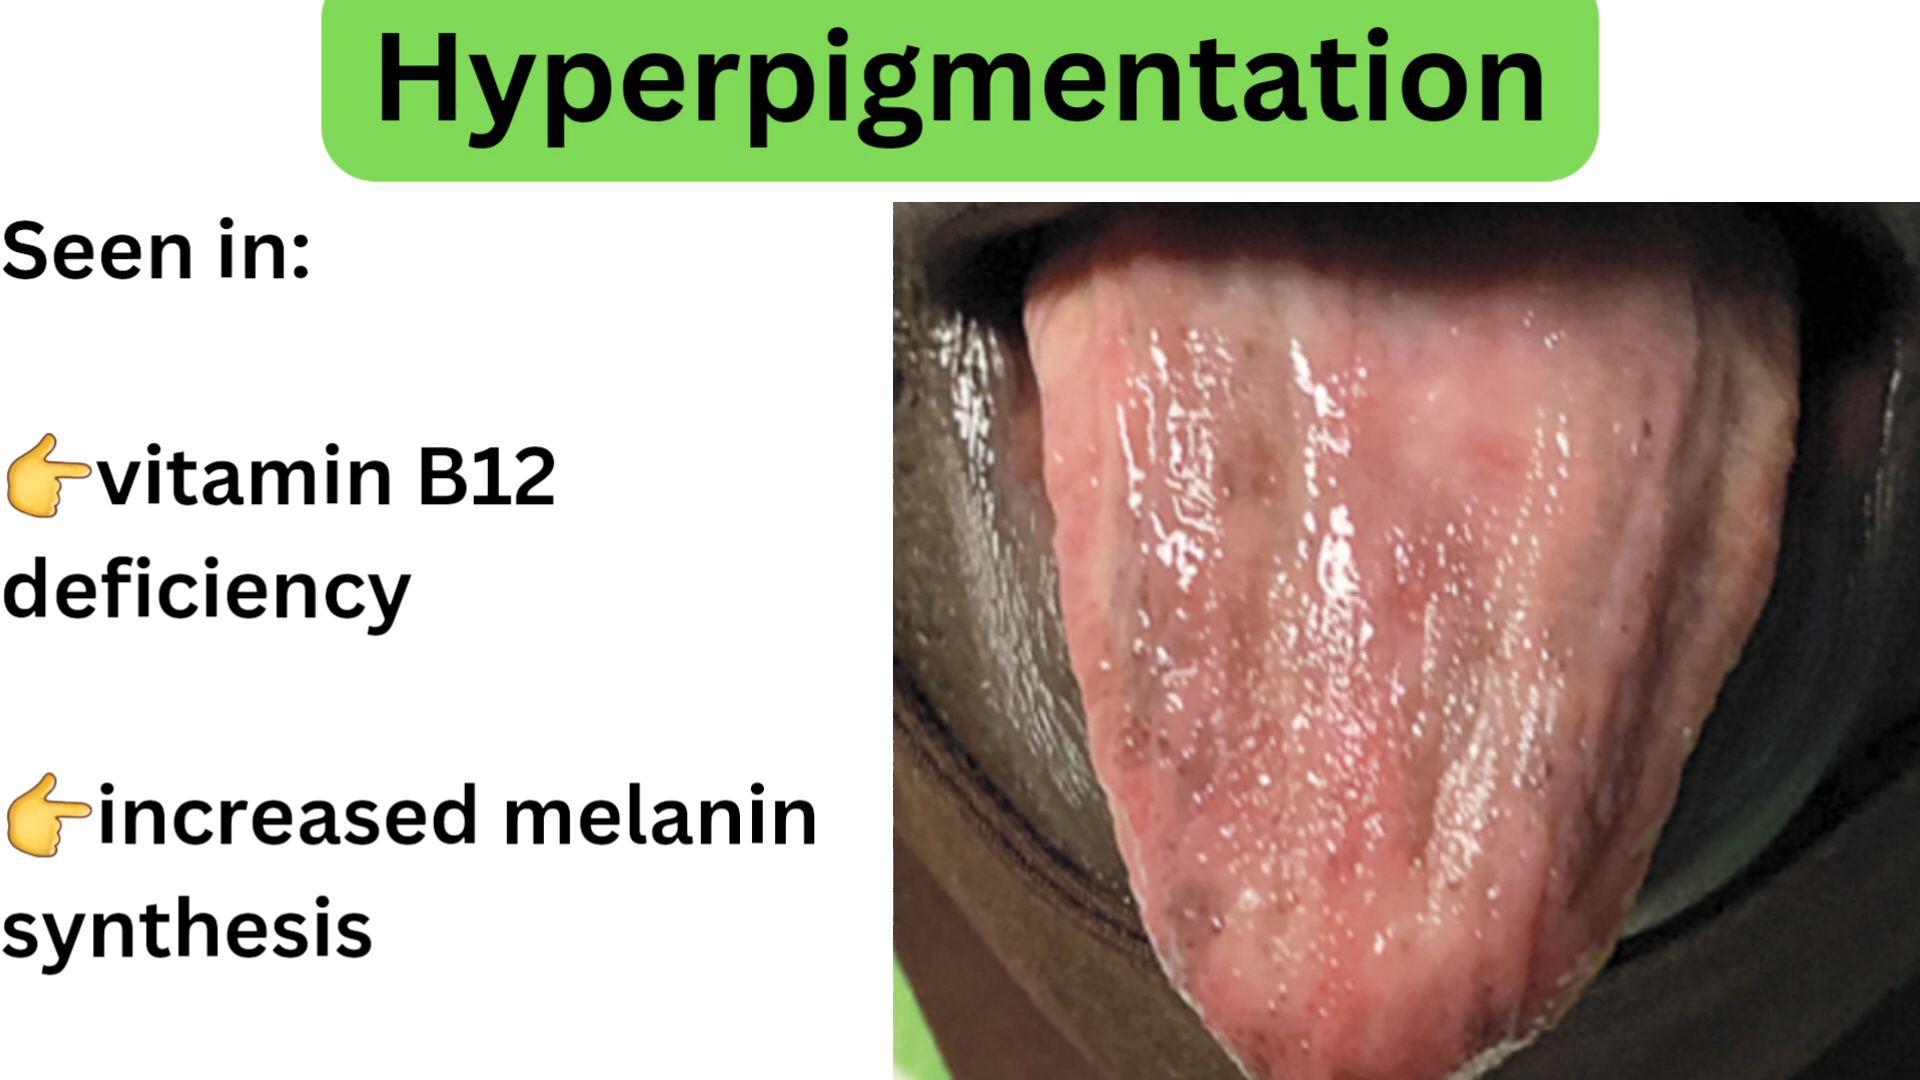 Hyperpigmentation
Seen in:
👉vitamin B12
deficiency
👉increased melanin
synthesis